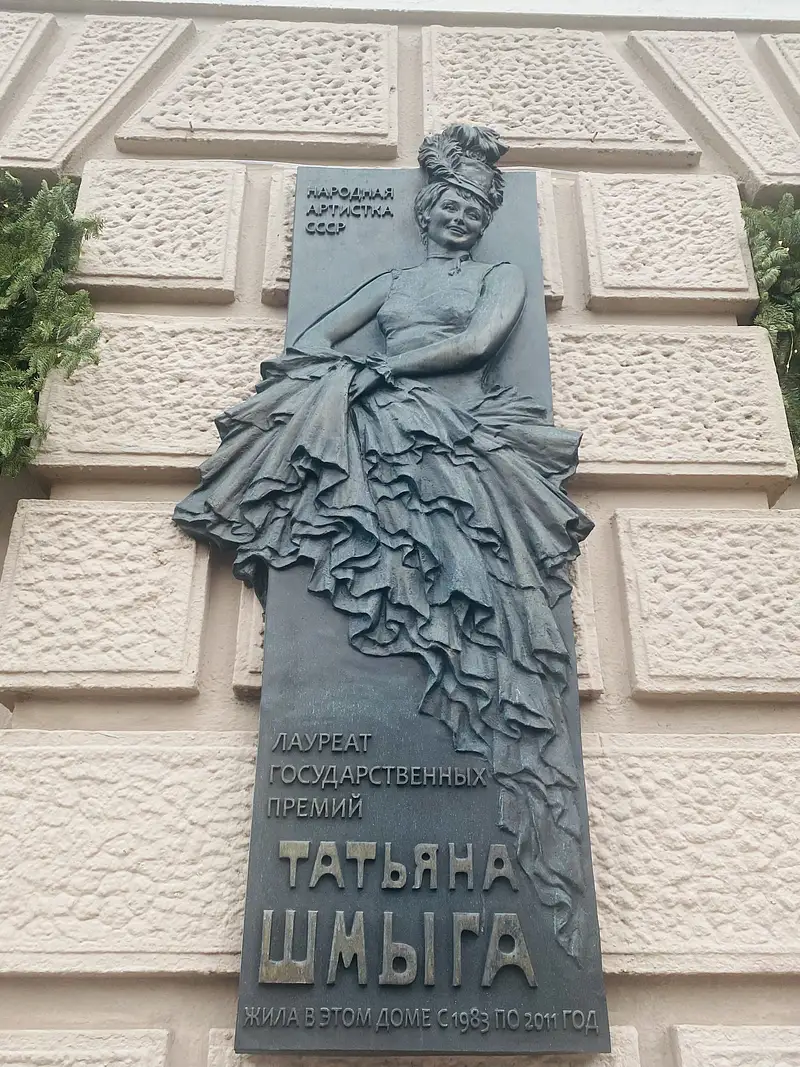 НАРОДНАЯ
АРТИСТКА
СССР
ЛАУРЕАТ
ГОСУДАРСТВЕННЫХ
ПРЕМИЙ
ТАТЬЯНА
ШМЫГА
ЖИЛА В ЭТОМ ДОМЕ С 1983 ПО 2011 ГОД